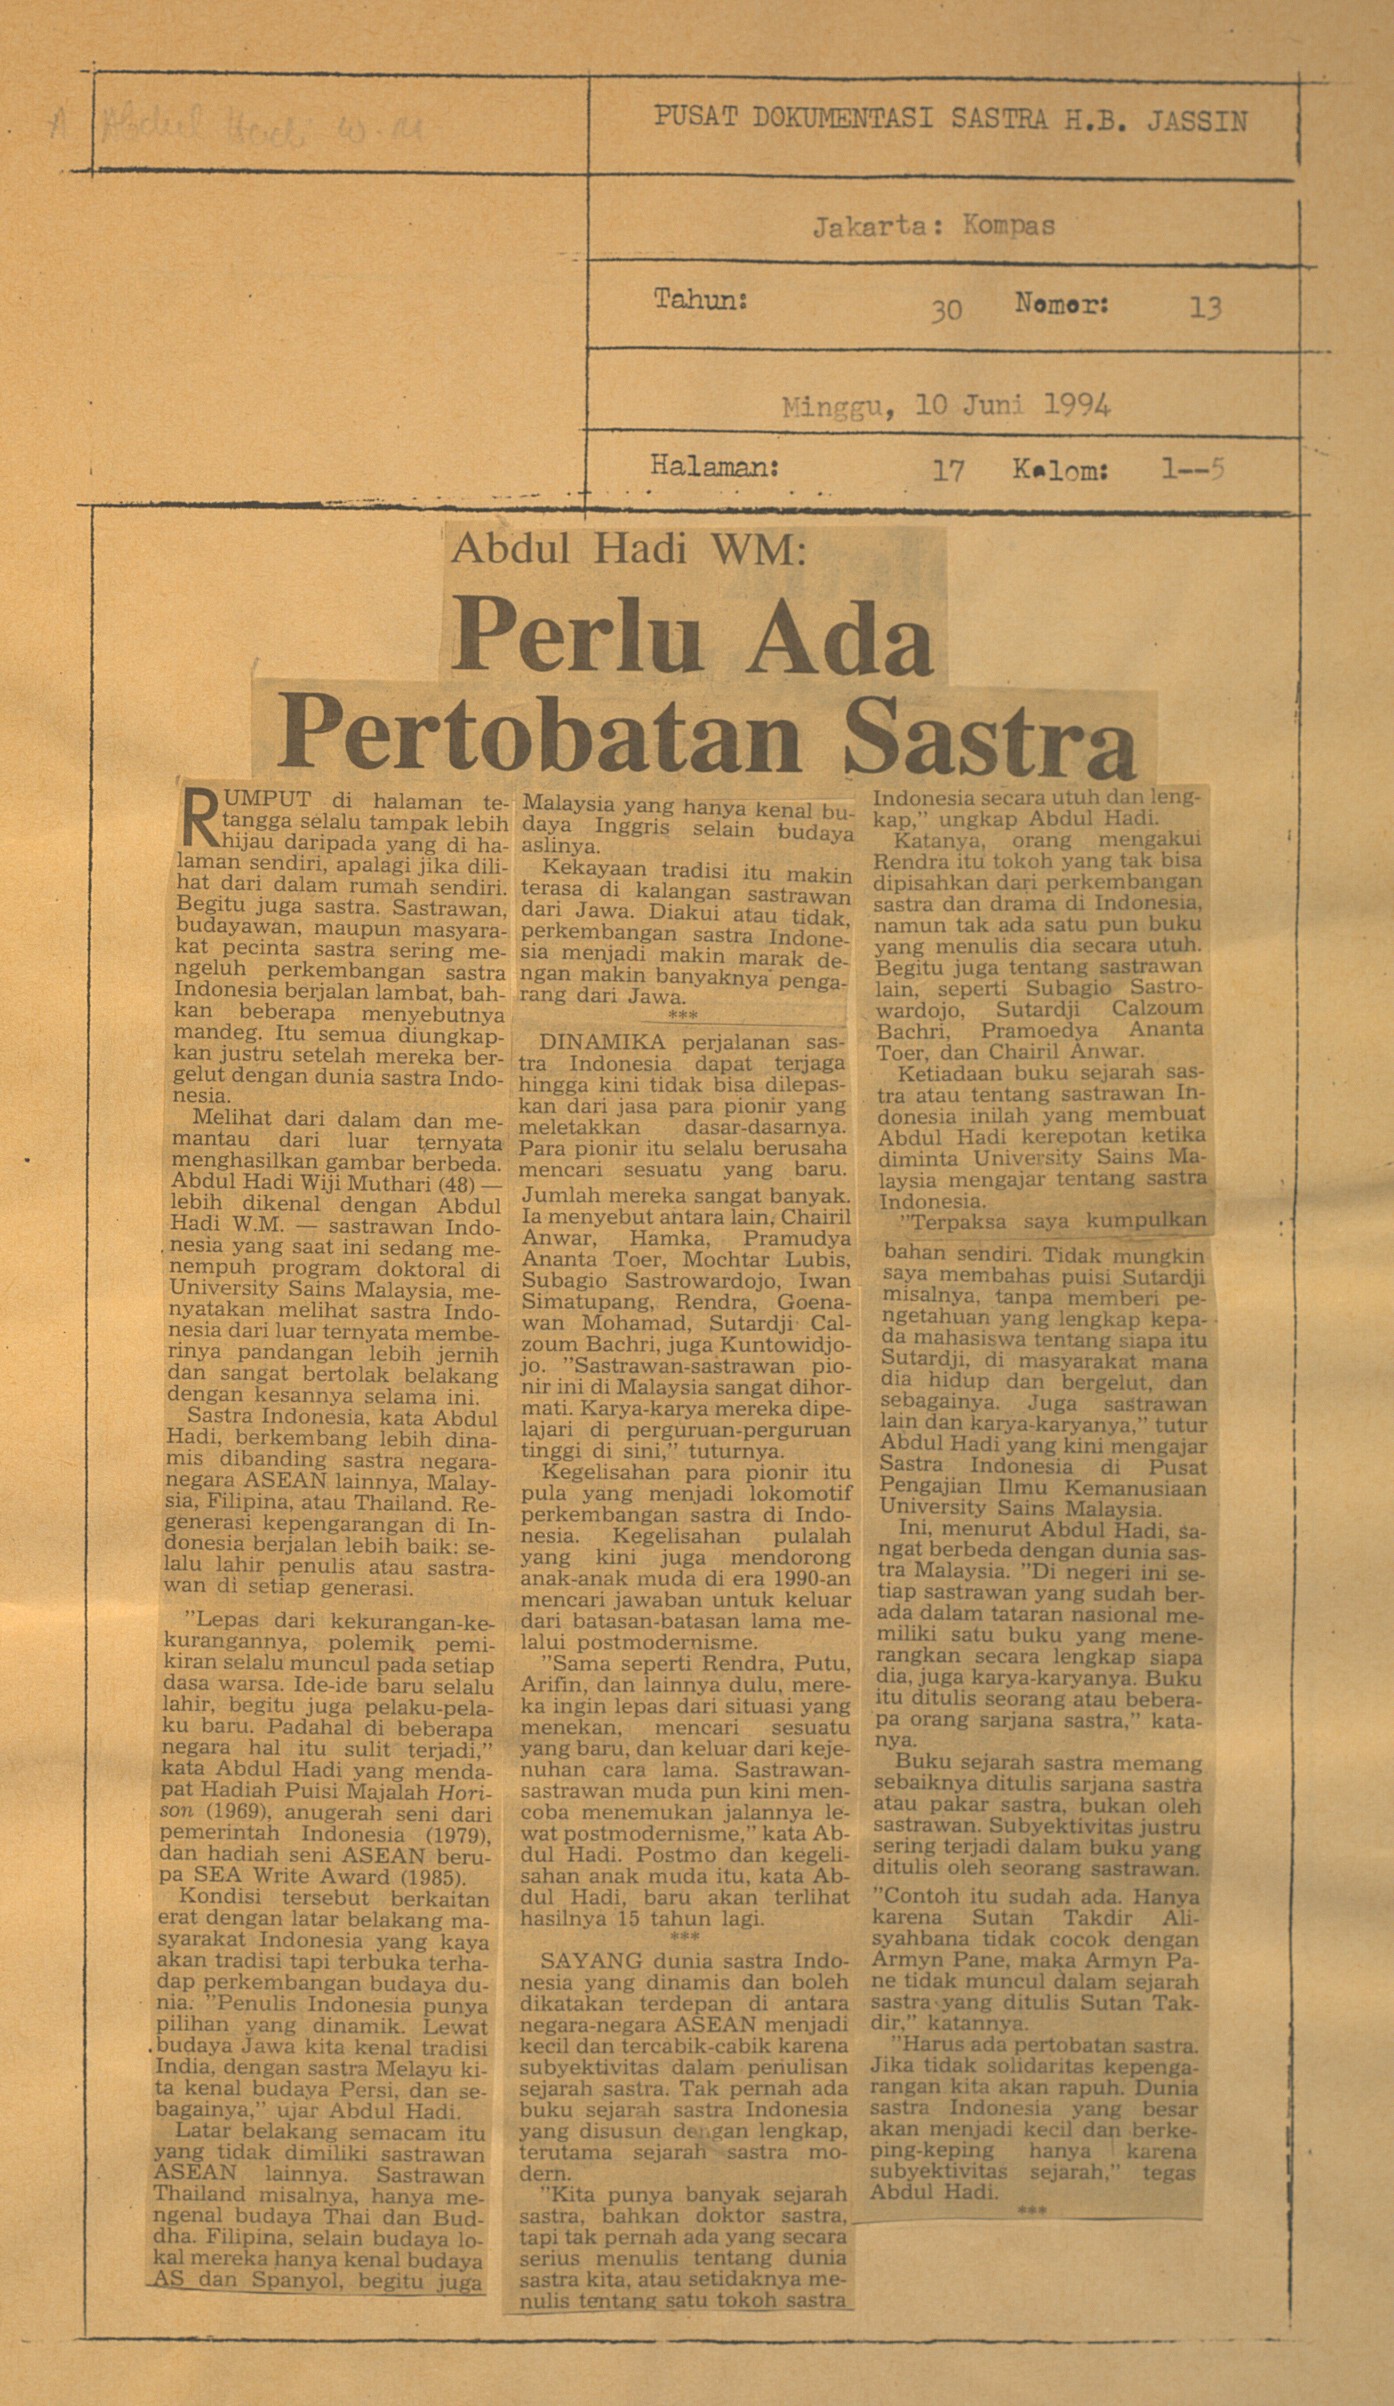 A Abdul Hadi W.M
PUSAT DOKUMENTASI SASTRA H.B. JASSIN
Jakarta: Kompas
Tahun: 30 Nomor: 13
Minggu, 10 Juni 1994
Halaman: 17 Kolom: 1--5
Abdul Hadi WM:
Perlu Ada
Pertobatan Sastra
RUMPUT di halaman te-
tangga selalu tampak lebih
hijau daripada yang di ha-
laman sendiri, apalagi jika dili-
hat dari dalam rumah sendiri.
Begitu juga sastra. Sastrawan,
budayawan, maupun masyara-
kat pecinta sastra sering me-
ngeluh perkembangan sastra
Indonesia berjalan lambat, bah-
kan beberapa menyebutnya
mandeg. Itu semua diungkap-
kan justru setelah mereka ber-
gelut dengan dunia sastra Indo-
nesia.
Melihat dari dalam dan me-
mantau dari luar ternyata
menghasilkan gambar berbeda.
Abdul Hadi Wiji Muthari (48) —
lebih dikenal dengan Abdul
Hadi W.M. — sastrawan Indo-
nesia yang saat ini sedang me-
nempuh program doktoral di
University Sains Malaysia, me-
nyatakan melihat sastra Indo-
nesia dari luar ternyata membe-
rinya pandangan lebih jernih
dan sangat bertolak belakang
dengan kesannya selama ini.
Sastra Indonesia, kata Abdul
Hadi, berkembang lebih dina-
mis dibanding sastra negara-
negara ASEAN lainnya, Malay-
sia, Filipina, atau Thailand. Re-
generasi kepengarangan di In-
donesia berjalan lebih baik: se-
lalu lahir penulis atau sastra-
wan di setiap generasi.
"Lepas dari kekurangan-ke-
kurangannya, polemik pemi-
kiran selalu muncul pada setiap
dasa warsa. Ide-ide baru selalu
lahir, begitu juga pelaku-pela-
ku baru. Padahal di beberapa
negara hal itu sulit terjadi,"
kata Abdul Hadi yang menda-
pat Hadiah Puisi Majalah Hori-
son (1969), anugerah seni dari
pemerintah Indonesia (1979),
dan hadiah seni ASEAN beru-
pa SEA Write Award (1985).
Kondisi tersebut berkaitan
erat dengan latar belakang ma-
syarakat Indonesia yang kaya
akan tradisi tapi terbuka terha-
dap perkembangan budaya du-
nia. "Penulis Indonesia punya
pilihan yang dinamik. Lewat
budaya Jawa kita kenal tradisi
India, dengan sastra Melayu ki-
ta kenal budaya Persi, dan se-
bagainya," ujar Abdul Hadi.
Latar belakang semacam itu
yang tidak dimiliki sastrawan
ASEAN lainnya. Sastrawan
Thailand misalnya, hanya me-
ngenal budaya Thai dan Bud-
dha. Filipina, selain budaya lo-
kal mereka hanya kenal budaya
AS dan Spanyol, begitu juga
Malaysia yang hanya kenal bu-
daya Inggris selain budaya
aslinya.
Kekayaan tradisi itu makin
terasa di kalangan sastrawan
dari Jawa. Diakui atau tidak,
perkembangan sastra Indone-
sia menjadi makin marak de-
ngan makin banyaknya penga-
rang dari Jawa.
***
DINAMIKA perjalanan sas-
tra Indonesia dapat terjaga
hingga kini tidak bisa dilepas-
kan dari jasa para pionir yang
meletakkan dasar-dasarnya.
Para pionir itu selalu berusaha
mencari sesuatu yang baru.
Jumlah mereka sangat banyak.
Ia menyebut antara lain, Chairil
Anwar, Hamka, Pramudya
Ananta Toer, Mochtar Lubis,
Subagio Sastrowardojo, Iwan
Simatupang, Rendra, Goena-
wan Mohamad, Sutardji Cal-
zoum Bachri, juga Kuntowidjo-
jo. "Sastrawan-sastrawan pio-
nir ini di Malaysia sangat dihor-
mati. Karya-karya mereka dipe-
lajari di perguruan-perguruan
tinggi di sini," tuturnya.
Kegelisahan para pionir itu
pula yang menjadi lokomotif
perkembangan sastra di Indo-
nesia. Kegelisahan pulalah
yang kini juga mendorong
anak-anak muda di era 1990-an
mencari jawaban untuk keluar
dari batasan-batasan lama me-
lalui postmodernisme.
"Sama seperti Rendra, Putu,
Arifin, dan lainnya dulu, mere-
ka ingin lepas dari situasi yang
menekan, mencari sesuatu
yang baru, dan keluar dari keje-
nuhan cara lama. Sastrawan-
sastrawan muda pun kini men-
coba menemukan jalannya le-
wat postmodernisme," kata Ab-
dul Hadi. Postmo dan kegeli-
sahan anak muda itu, kata Ab-
dul Hadi, baru akan terlihat
hasilnya 15 tahun lagi.
***
SAYANG dunia sastra Indo-
nesia yang dinamis dan boleh
dikatakan terdepan di antara
negara-negara ASEAN menjadi
kecil dan tercabik-cabik karena
subyektivitas dalam penulisan
sejarah sastra. Tak pernah ada
buku sejarah sastra Indonesia
yang disusun dengan lengkap,
terutama sejarah sastra mo-
dern.
"Kita punya banyak sejarah
sastra, bahkan doktor sastra,
tapi tak pernah ada yang secara
serius menulis tentang dunia
sastra kita, atau setidaknya me-
nulis tentang satu tokoh sastra
Indonesia secara utuh dan leng-
kap," ungkap Abdul Hadi.
Katanya, orang mengakui
Rendra itu tokoh yang tak bisa
dipisahkan dari perkembangan
sastra dan drama di Indonesia,
namun tak ada satu pun buku
yang menulis dia secara utuh.
Begitu juga tentang sastrawan
lain, seperti Subagio Sastro-
wardojo, Sutardji Calzoum
Bachri, Pramoedya Ananta
Toer, dan Chairil Anwar.
Ketiadaan buku sejarah sas-
tra atau tentang sastrawan In-
donesia inilah yang membuat
Abdul Hadi kerepotan ketika
diminta University Sains Ma-
laysia mengajar tentang sastra
Indonesia.
"Terpaksa saya kumpulkan
bahan sendiri. Tidak mungkin
saya membahas puisi Sutardji
misalnya, tanpa memberi pe-
ngetahuan yang lengkap kepa-
da mahasiswa tentang siapa itu
Sutardji, di masyarakat mana
dia hidup dan bergelut, dan
sebagainya. Juga sastrawan
lain dan karya-karyanya," tutur
Abdul Hadi yang kini mengajar
Sastra Indonesia di Pusat
Pengajian Ilmu Kemanusiaan
University Sains Malaysia.
Ini, menurut Abdul Hadi, sa-
ngat berbeda dengan dunia sas-
tra Malaysia. "Di negeri ini se-
tiap sastrawan yang sudah ber-
ada dalam tataran nasional me-
miliki satu buku yang mene-
rangkan secara lengkap siapa
dia, juga karya-karyanya. Buku
itu ditulis seorang atau bebera-
pa orang sarjana sastra," kata-
nya.
Buku sejarah sastra memang
sebaiknya ditulis sarjana sastra
atau pakar sastra, bukan oleh
sastrawan. Subyektivitas justru
sering terjadi dalam buku yang
ditulis oleh seorang sastrawan.
"Contoh itu sudah ada. Hanya
karena Sutan Takdir Ali-
syahbana tidak cocok dengan
Armyn Pane, maka Armyn Pa-
ne tidak muncul dalam sejarah
sastra yang ditulis Sutan Tak-
dir," katannya.
"Harus ada pertobatan sastra.
Jika tidak solidaritas kepenga-
rangan kita akan rapuh. Dunia
sastra Indonesia yang besar
akan menjadi kecil dan berke-
ping-keping hanya karena
subyektivitas sejarah," tegas
Abdul Hadi.
***